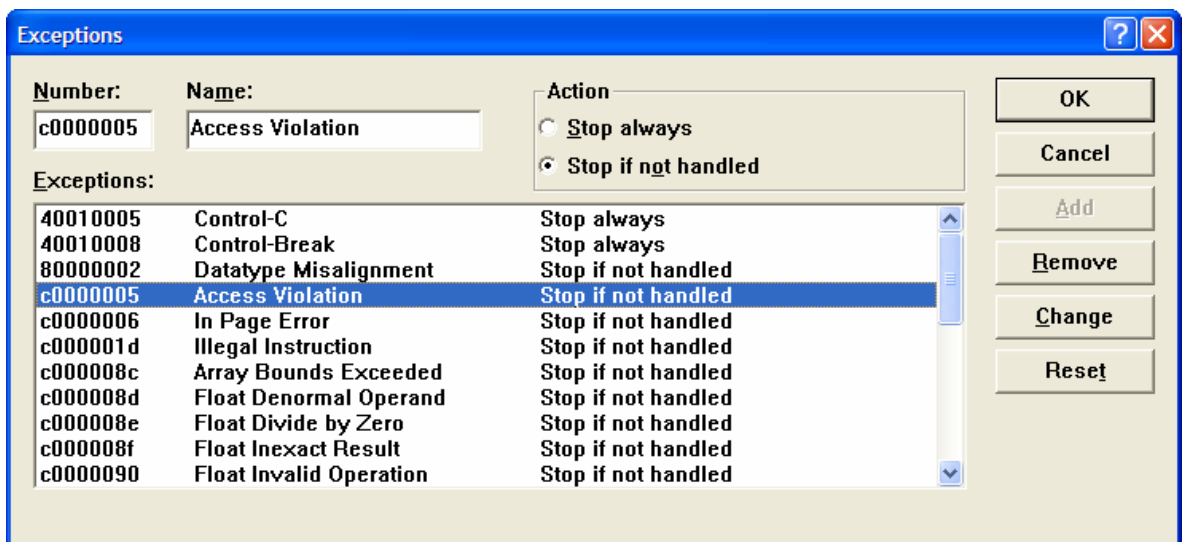 Exceptions
Number: Name: Action
c0000005 Access Violation Stop always
Stop if not handled
Exceptions:
40010005 Control-C Stop always
40010008 Control-Break Stop always
80000002 Datatype Misalignment Stop if not handled
c0000005 Access Violation Stop if not handled
c0000006 In Page Error Stop if not handled
c000001d Illegal Instruction Stop if not handled
c000008c Array Bounds Exceeded Stop if not handled
c000008d Float Denormal Operand Stop if not handled
c000008e Float Divide by Zero Stop if not handled
c000008f Float Inexact Result Stop if not handled
c0000090 Float Invalid Operation Stop if not handled
OK
Cancel
Add
Remove
Change
Reset